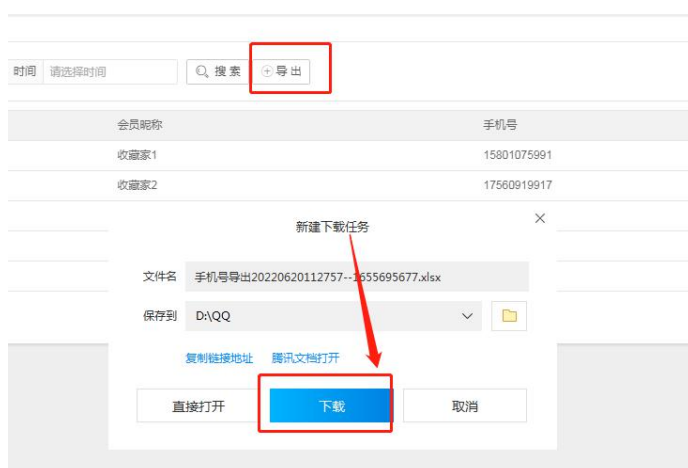 时间 请选择时间 搜索 导出
会员昵称 手机号
收藏家1 15801075991
收藏家2 17560919917
新建下载任务
文件名 手机号导出20220620112757--1655695677.xlsx
保存到 D:\QQ
复制链接地址 腾讯文档打开
直接打开 下载 取消